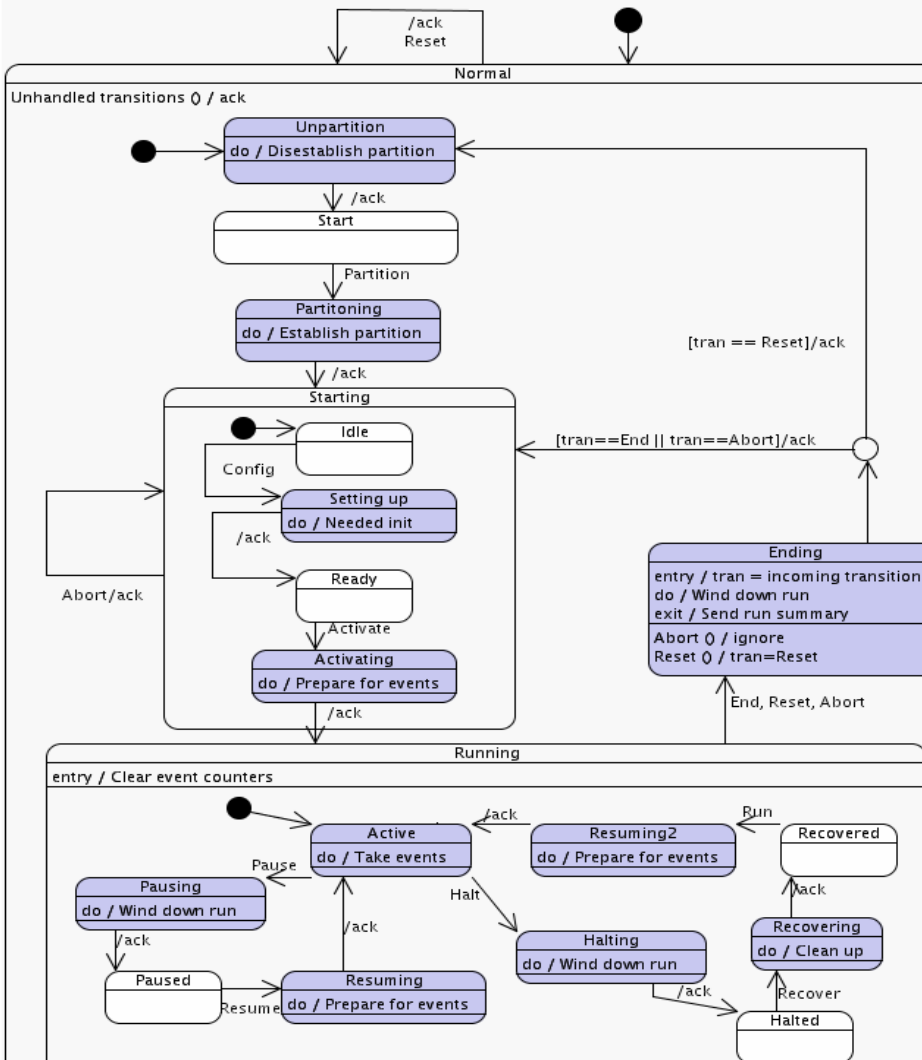 /ack
Reset
Normal
Unhandled transitions () / ack
Unpartition
do / Disestablish partition
/ack
Start
Partition
Partitoning
do / Establish partition
[tran == Reset]/ack
/ack
Starting
Idle
[tran==End || tran==Abort]/ack
Config
Setting up
do / Needed init
/ack
Ready
Abort/ack
Activate
Activating
do / Prepare for events
/ack
Ending
entry / tran = incoming transition
do / Wind down run
exit / Send run summary
Abort () / ignore
Reset () / tran=Reset
End, Reset, Abort
Running
entry / Clear event counters
Active
do / Take events
/ack
Resuming2
do / Prepare for events
Run
Recovered
Pause
Pausing
do / Wind down run
Halt
/ack
/ack
Halting
do / Wind down run
/ack
Recovering
do / Clean up
Paused
Resume
Resuming
do / Prepare for events
/ack
Recover
Halted